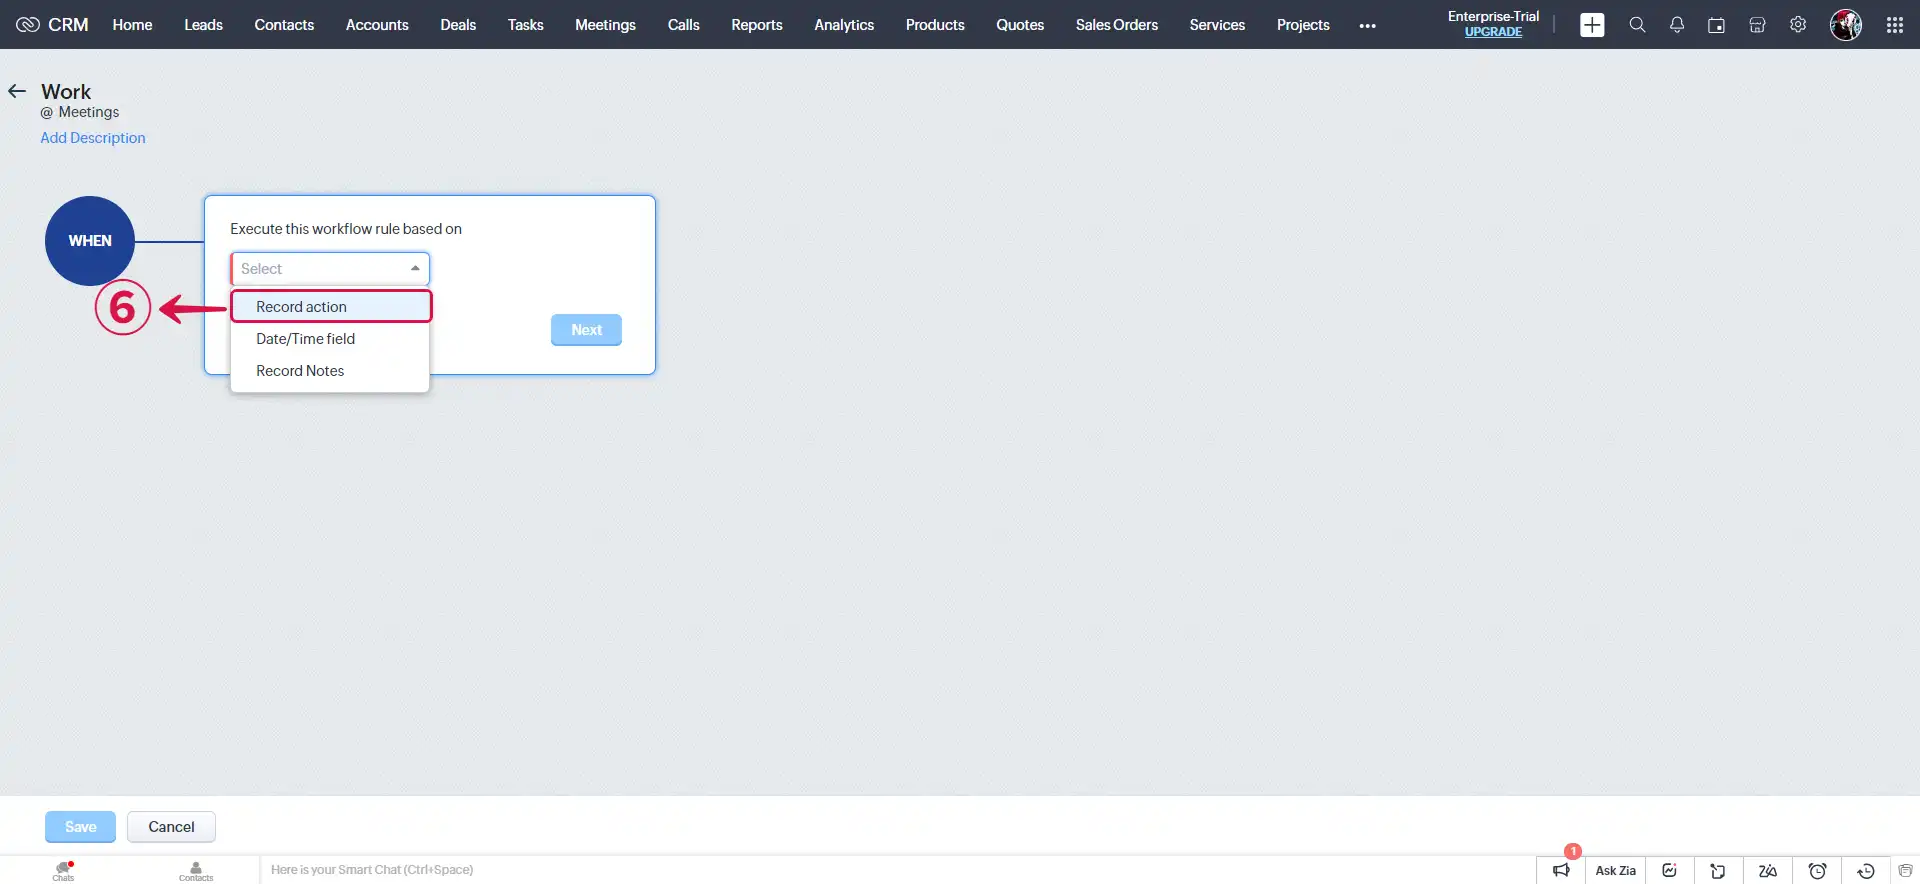 CRM Home Leads Contacts Accounts Deals Tasks Meetings Calls Reports Analytics Products Quotes Sales Orders Services Projects ••• Enterprise-Trial
UPGRADE
Work
@ Meetings
Add Description
WHEN
Execute this workflow rule based on
Select
6
Record action
Date/Time field
Record Notes
Next
Save Cancel
Chats Contacts Here is your Smart Chat (Ctrl+Space) 1 Ask Zia